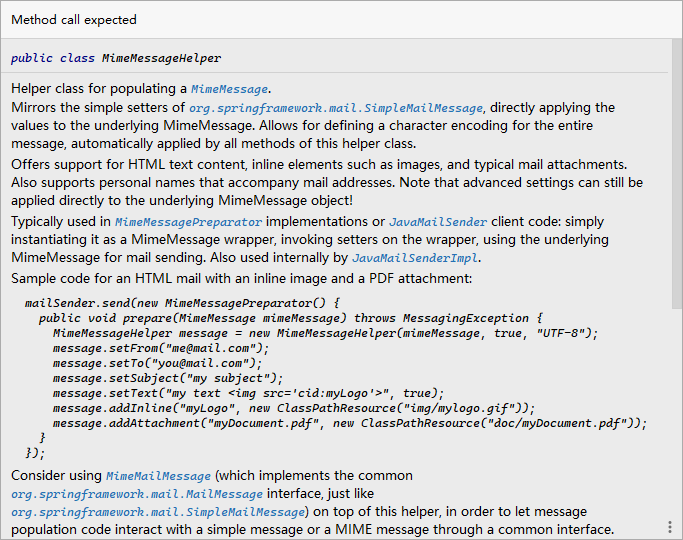 Method call expected
public class MimeMessageHelper
Helper class for populating a MimeMessage.
Mirrors the simple setters of org.springframework.mail.SimpleMailMessage, directly applying the
values to the underlying MimeMessage. Allows for defining a character encoding for the entire
message, automatically applied by all methods of this helper class.
Offers support for HTML text content, inline elements such as images, and typical mail attachments.
Also supports personal names that accompany mail addresses. Note that advanced settings can still be
applied directly to the underlying MimeMessage object!
Typically used in MimeMessagePreparator implementations or JavaMailSender client code: simply
instantiating it as a MimeMessage wrapper, invoking setters on the wrapper, using the underlying
MimeMessage for mail sending. Also used internally by JavaMailSenderImpl.
Sample code for an HTML mail with an inline image and a PDF attachment:
mailSender.send(new MimeMessagePreparator() {
public void prepare(MimeMessage mimeMessage) throws MessagingException {
MimeMessageHelper message = new MimeMessageHelper(mimeMessage, true, "UTF-8");
message.setFrom("me@mail.com");
message.setTo("you@mail.com");
message.setSubject("my subject");
message.setText("my text <img src='cid:myLogo'>", true);
message.addInline("myLogo", new ClassPathResource("img/mylogo.gif"));
message.addAttachment("myDocument.pdf", new ClassPathResource("doc/myDocument.pdf"));
}
});
Consider using MimeMailMessage (which implements the common
org.springframework.mail.MailMessage interface, just like
org.springframework.mail.SimpleMailMessage) on top of this helper, in order to let message
population code interact with a simple message or a MIME message through a common interface.